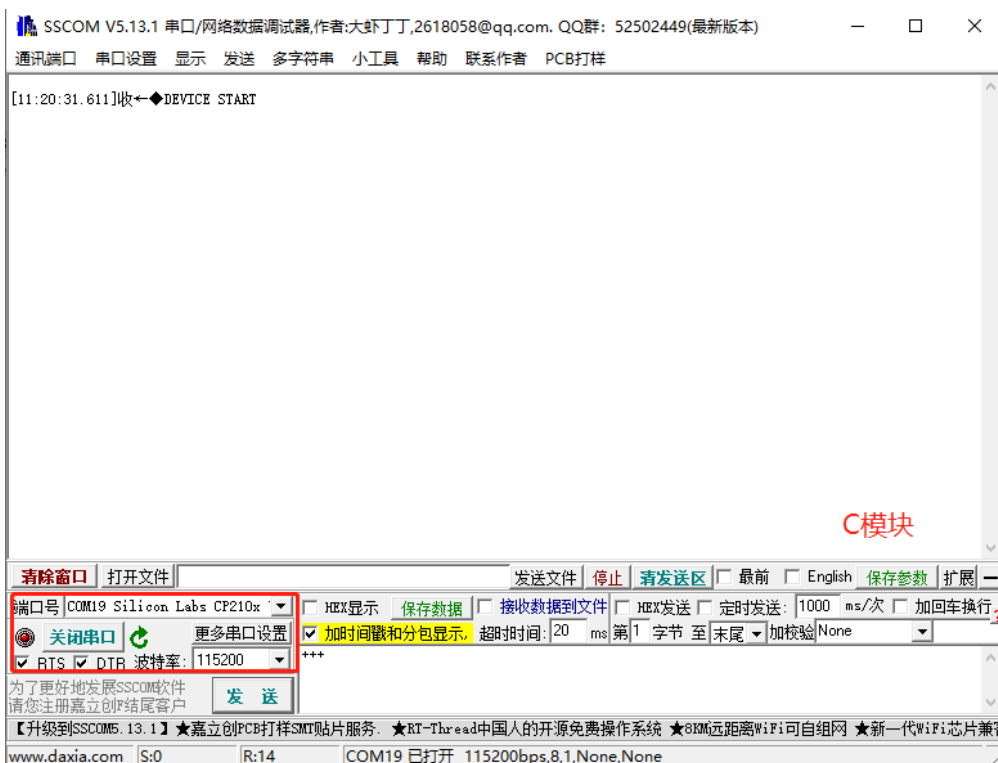 SSCOM V5.13.1 串口/网络数据调试器,作者:大虾丁丁,2618058@qq.com. QQ群: 52502449(最新版本)
通讯端口 串口设置 显示 发送 多字符串 小工具 帮助 联系作者 PCB打样
[11:20:31.611]收←◆DEVICE START
C模块
清除窗口 打开文件 发送文件 停止 清发送区 最前 English 保存参数 扩展 —
端口号 COM19 Silicon Labs CP210x HEX显示 保存数据 接收数据到文件 HEX发送 定时发送: 1000 ms/次 加回车换行
关闭串口 更多串口设置 加时间戳和分包显示, 超时时间: 20 ms 第1 字节 至 末尾 加校验 None
RTS DTR 波特率: 115200
+++
为了更好地发展SSCOM软件
请您注册嘉立创F结尾客户
发 送
【升级到SSCOM5.13.1】★嘉立创PCB打样SMT贴片服务. ★RT-Thread中国人的开源免费操作系统 ★8KM远距离WiFi可自组网 ★新一代WiFi芯片兼
www.daxia.com S:0 R:14 COM19 已打开 115200bps,8,1,None,None